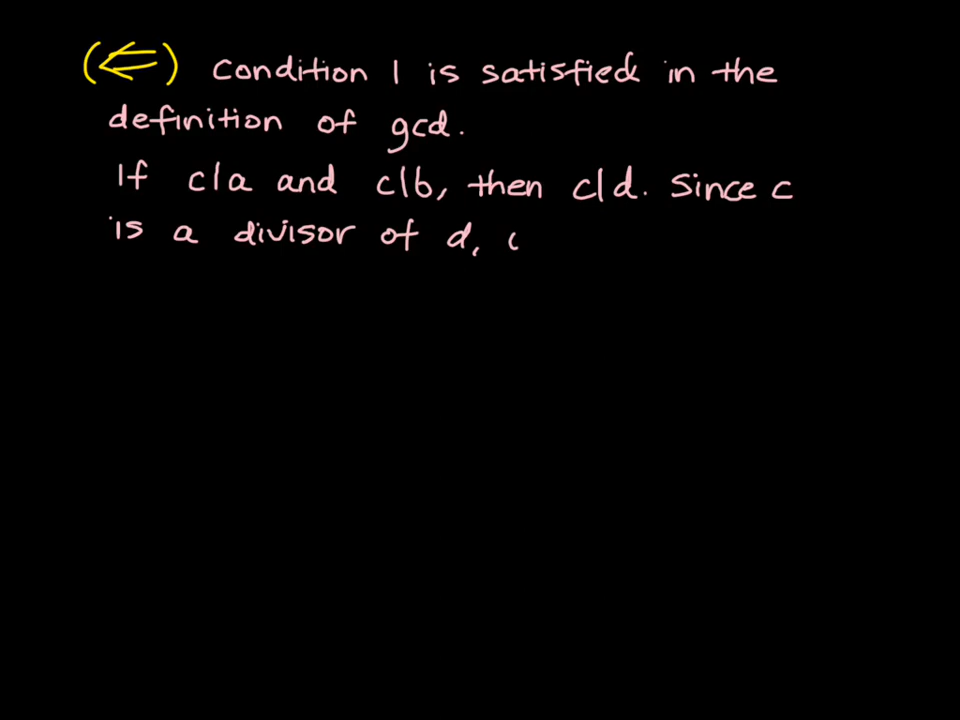 (⇐) Condition 1 is satisfied in the
definition of gcd.
If c|a and c|b, then c|d. Since c
is a divisor of d,